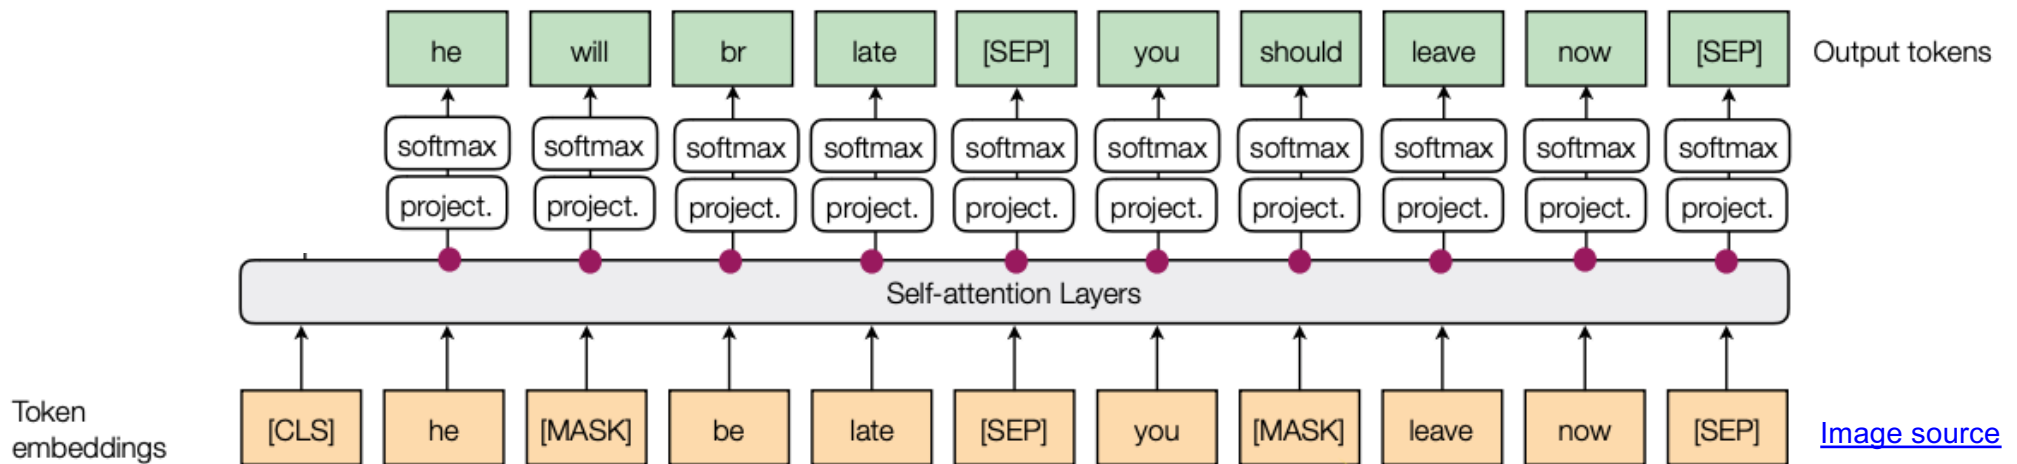 he will br late [SEP] you should leave now [SEP] Output tokens
softmax softmax softmax softmax softmax softmax softmax softmax softmax softmax
project. project. project. project. project. project. project. project. project. project.
Self-attention Layers
Token
embeddings
[CLS] he [MASK] be late [SEP] you [MASK] leave now [SEP] Image source